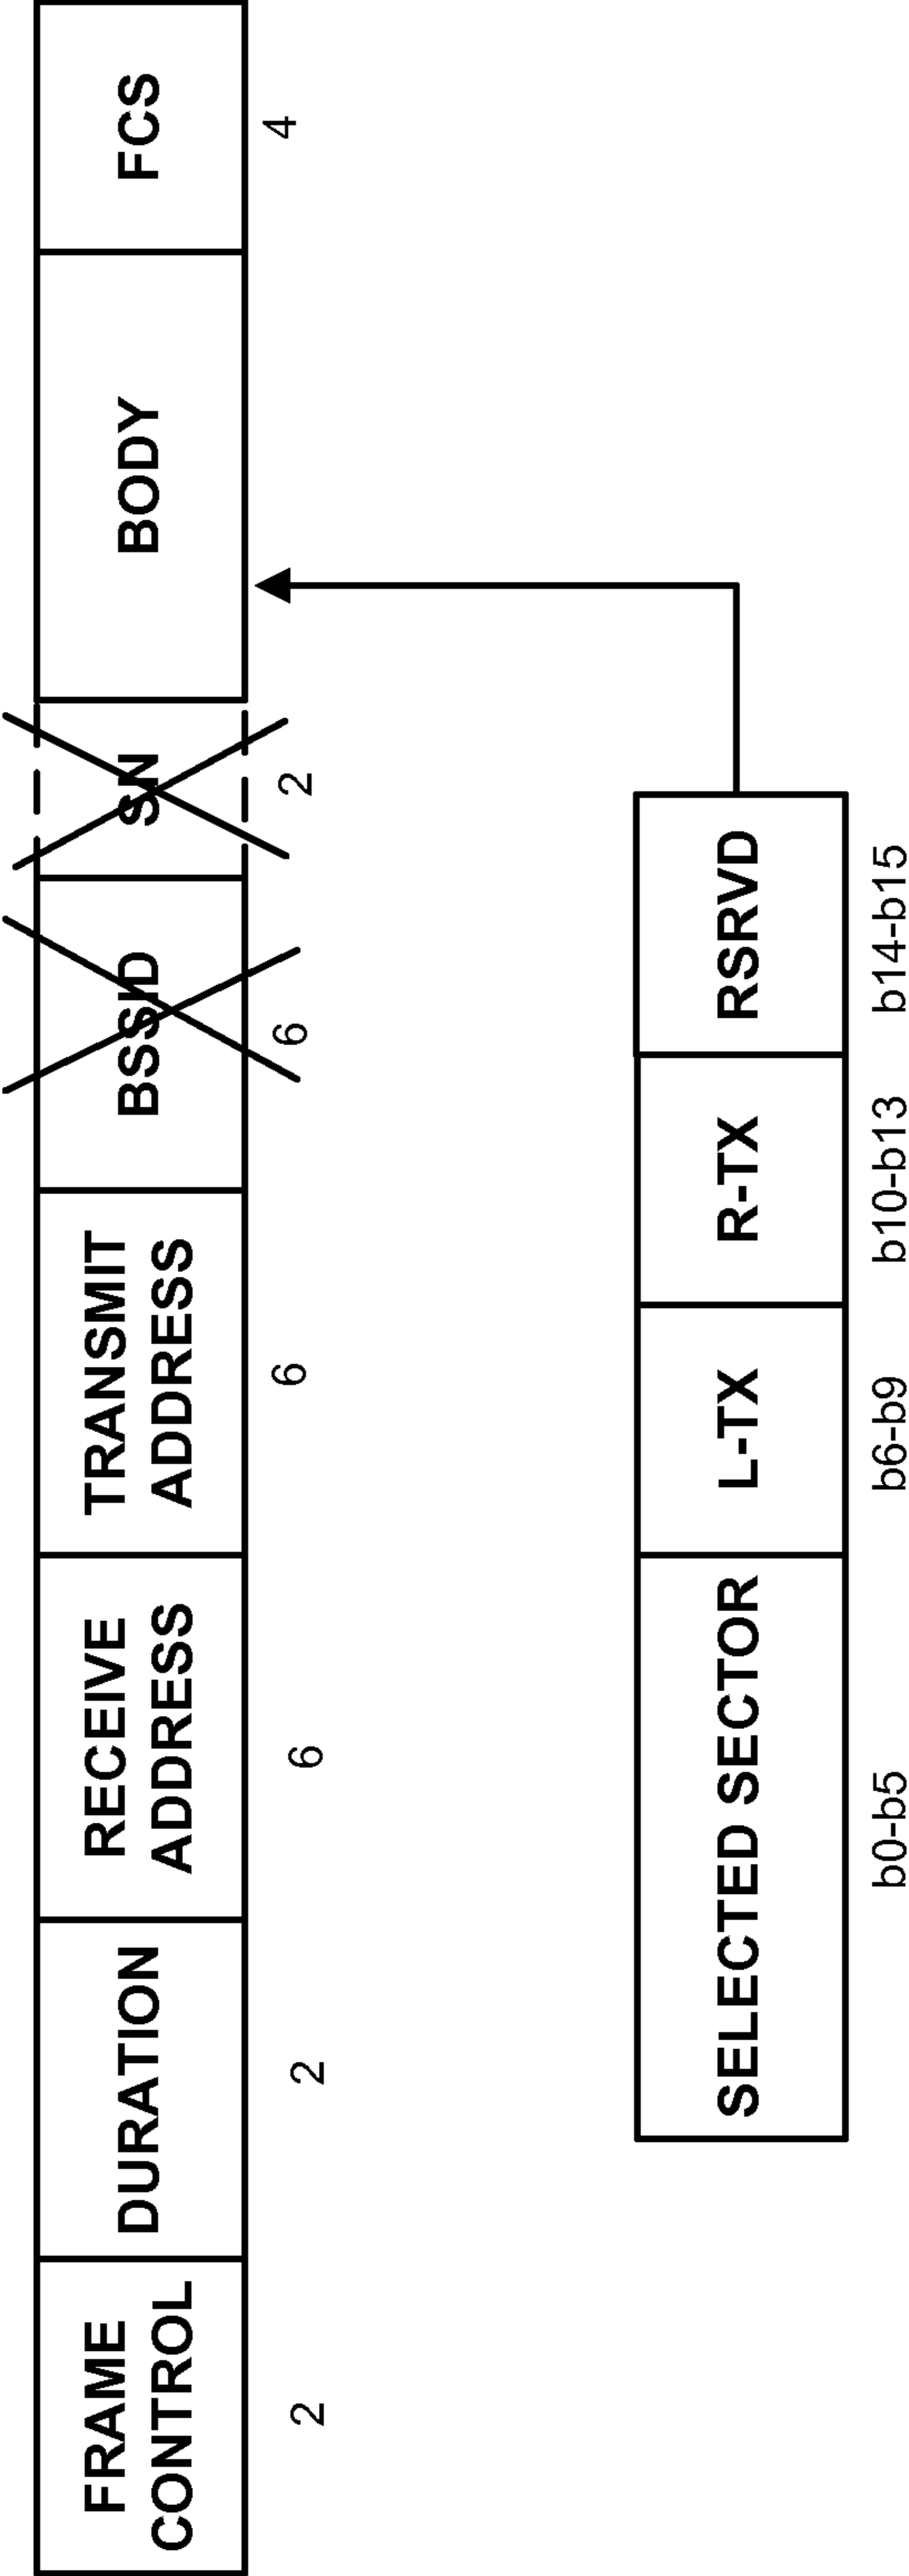 FRAME
CONTROL
DURATION
RECEIVE
ADDRESS
TRANSMIT
ADDRESS
BSSID
SN
BODY
FCS
2
2
6
6
6
2
4
SELECTED SECTOR
L-TX
R-TX
RSRVD
b0-b5
b6-b9
b10-b13
b14-b15